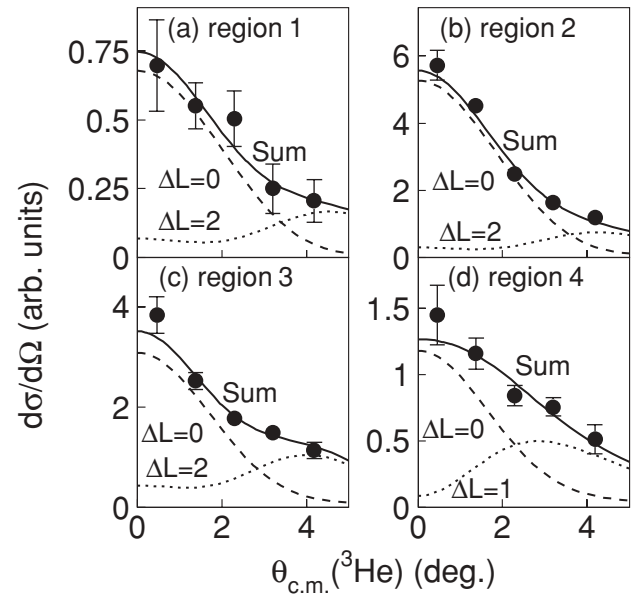 (a) region 1
0.75
0.5
0.25
0
Sum
ΔL=0
ΔL=2
(b) region 2
6
4
2
0
Sum
ΔL=0
ΔL=2
(c) region 3
4
2
0
Sum
ΔL=0
ΔL=2
0 2 4
(d) region 4
1.5
1
0.5
0
Sum
ΔL=0
ΔL=1
0 2 4
dσ/dΩ (arb. units)
θc.m.(³He) (deg.)